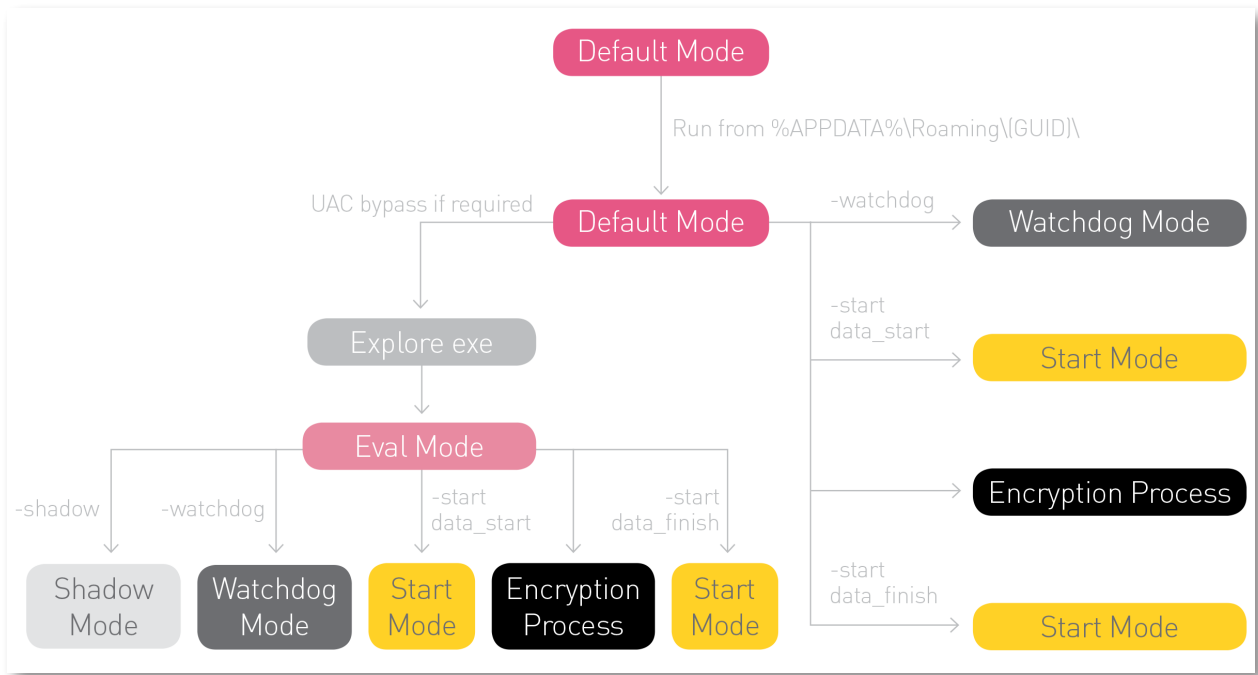 Default Mode
Run from %APPDATA%\Roaming\(GUID)\
UAC bypass if required
Default Mode
-watchdog
Watchdog Mode
-start
data_start
Start Mode
Explore exe
Eval Mode
Encryption Process
-shadow
-watchdog
-start
data_start
-start
data_finish
Shadow
Mode
Watchdog
Mode
Start
Mode
Encryption
Process
Start
Mode
-start
data_finish
Start Mode